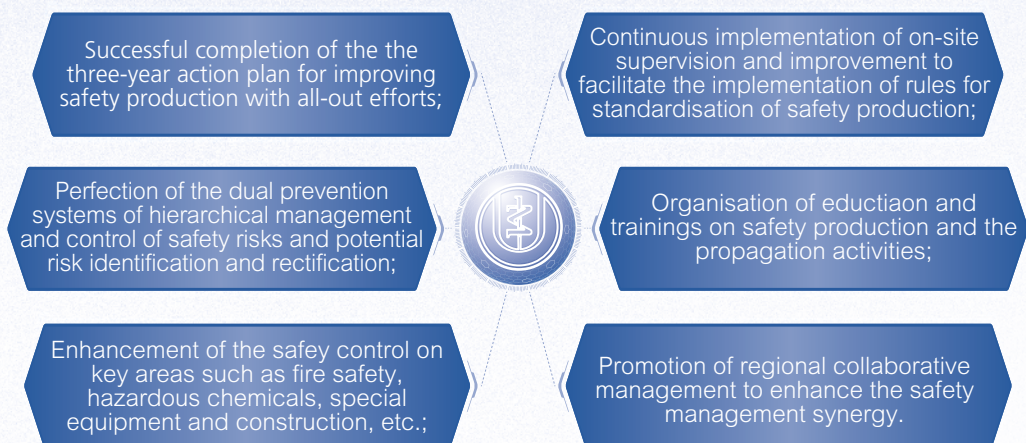 Successful completion of the the
three-year action plan for improving
safety production with all-out efforts;
Continuous implementation of on-site
supervision and improvement to
facilitate the implementation of rules for
standardisation of safety production;
Perfection of the dual prevention
systems of hierarchical management
and control of safety risks and potential
risk identification and rectification;
Organisation of eductiaon and
trainings on safety production and the
propagation activities;
Enhancement of the safey control on
key areas such as fire safety,
hazardous chemicals, special
equipment and construction, etc.;
Promotion of regional collaborative
management to enhance the safety
management synergy.